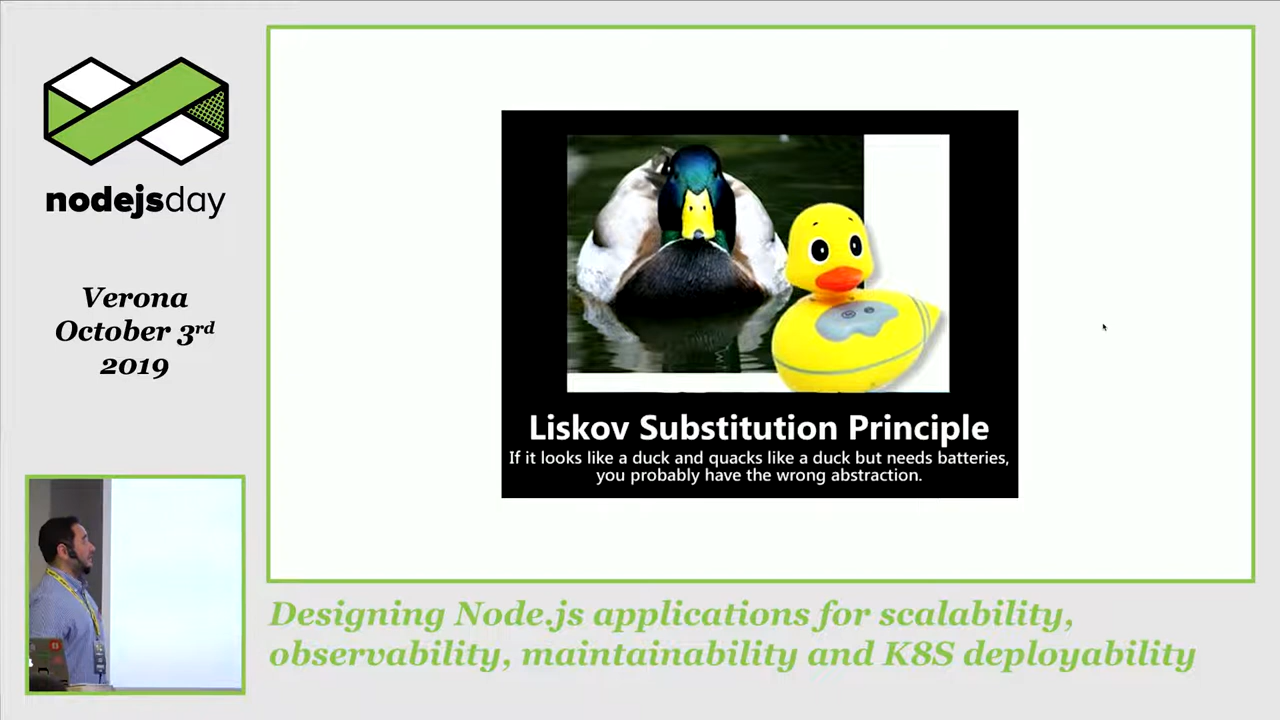 nodejsday
Verona
October 3rd
2019
Liskov Substitution Principle
If it looks like a duck and quacks like a duck but needs batteries,
you probably have the wrong abstraction.
Designing Node.js applications for scalability,
observability, maintainability and K8S deployability